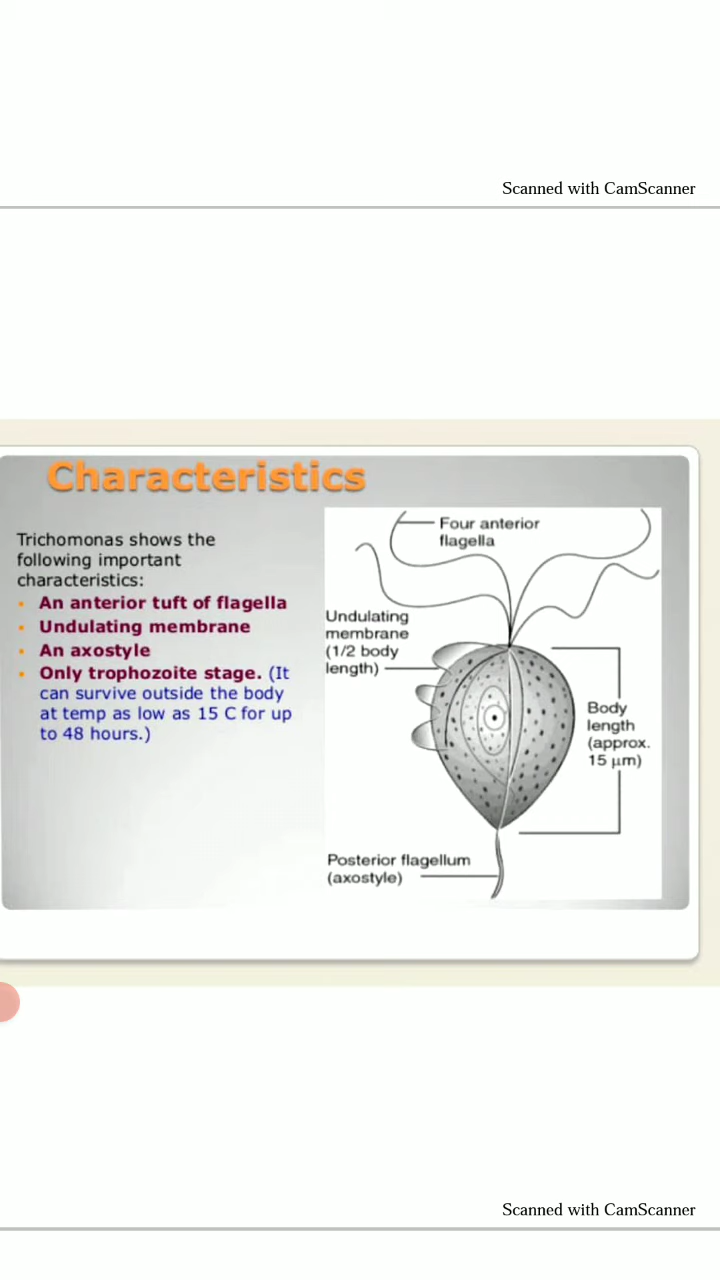 Scanned with CamScanner
Characteristics
Trichomonas shows the
following important
characteristics:
• An anterior tuft of flagella
• Undulating membrane
• An axostyle
• Only trophozoite stage. (It
can survive outside the body
at temp as low as 15 C for up
to 48 hours.)
Four anterior
flagella
Undulating
membrane
(1/2 body
length)
Body
length
(approx.
15 μm)
Posterior flagellum
(axostyle)
Scanned with CamScanner